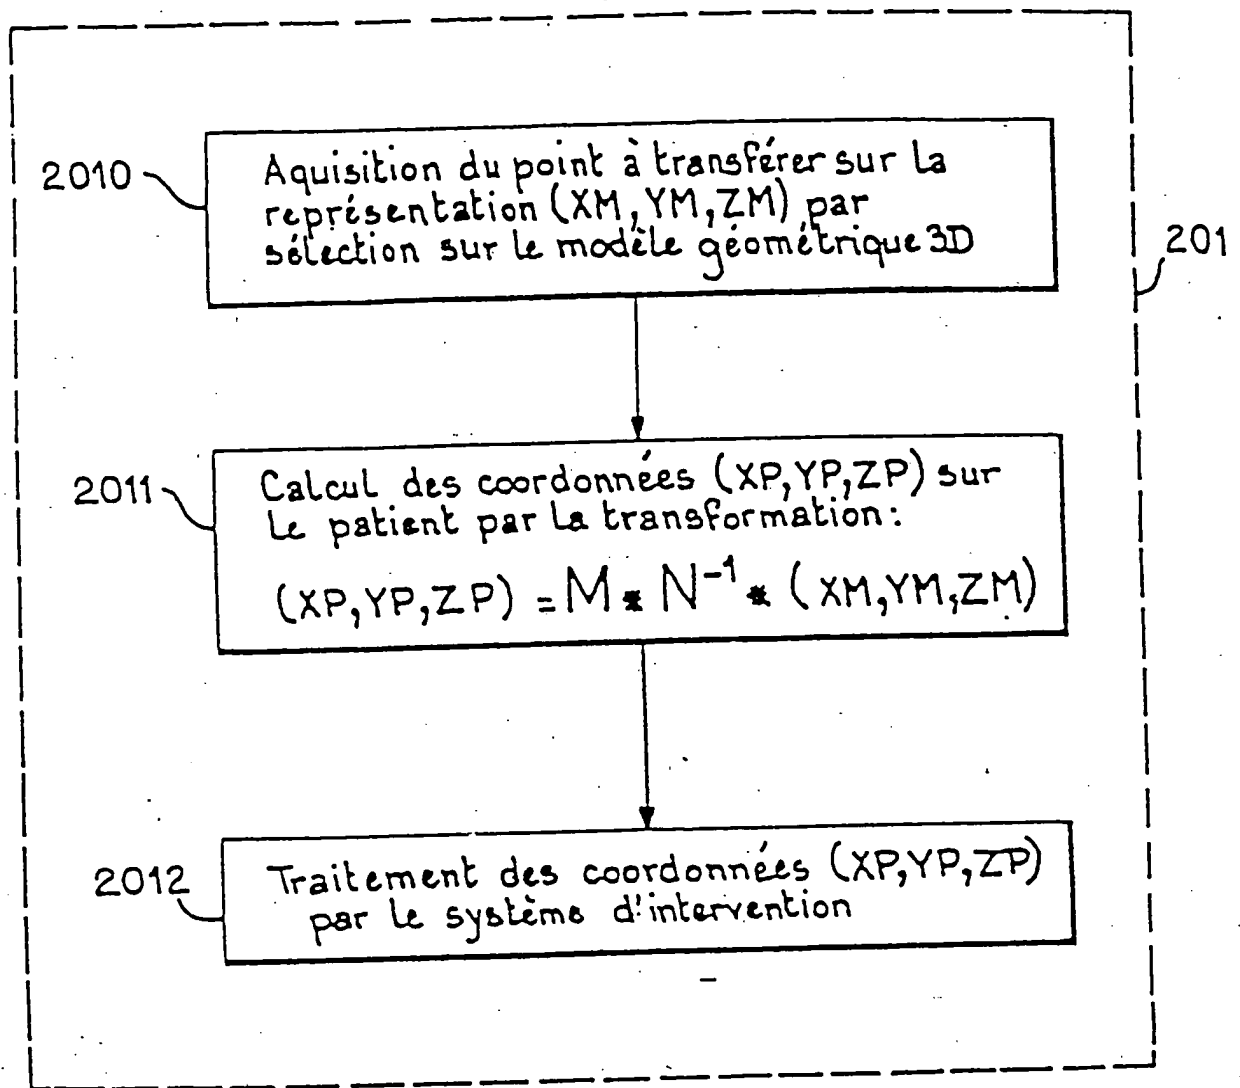 2010
Aquisition du point à transférer sur la
représentation (XM,YM,ZM) par
sélection sur le modèle géométrique 3D
201
2011
Calcul des coordonnées (XP,YP,ZP) sur
le patient par la transformation:
(XP,YP,ZP) = M * N⁻¹ * (XM,YM,ZM)
2012
Traitement des coordonnées (XP,YP,ZP)
par le système d'intervention